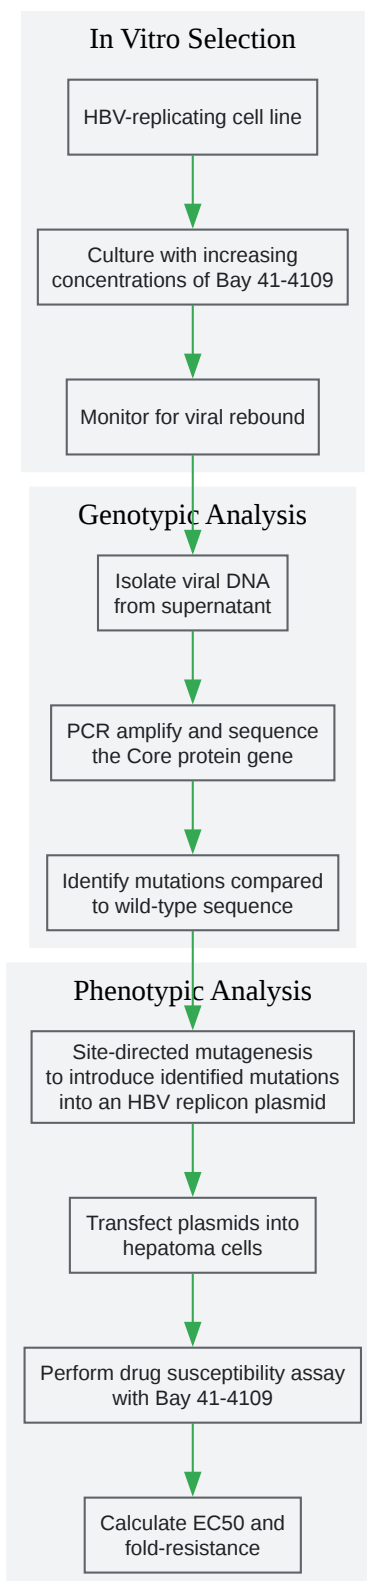 In Vitro Selection
HBV-replicating cell line
Culture with increasing
concentrations of Bay 41-4109
Monitor for viral rebound
Genotypic Analysis
Isolate viral DNA
from supernatant
PCR amplify and sequence
the Core protein gene
Identify mutations compared
to wild-type sequence
Phenotypic Analysis
Site-directed mutagenesis
to introduce identified mutations
into an HBV replicon plasmid
Transfect plasmids into
hepatoma cells
Perform drug susceptibility assay
with Bay 41-4109
Calculate EC50 and
fold-resistance